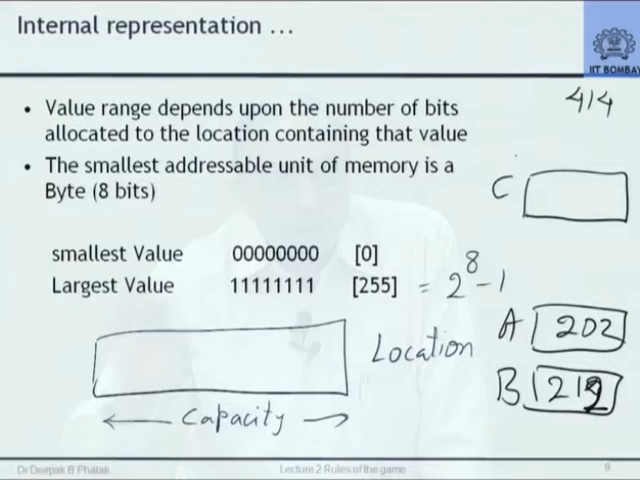 Internal representation ...
IIT BOMBAY
414
• Value range depends upon the number of bits
allocated to the location containing that value
• The smallest addressable unit of memory is a
Byte (8 bits)
C
smallest Value 00000000 [0]
Largest Value 11111111 [255] = 2^8 - 1
A 202
Location
B 212
Capacity
Dr Deepak B Phatak
Lecture 2 Rules of the game
9